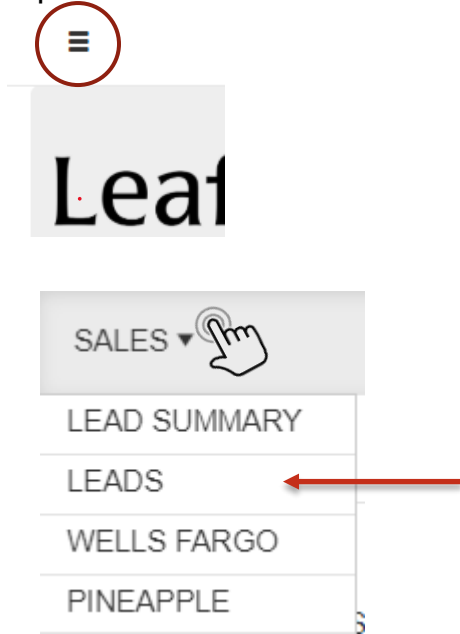 Leaf
SALES
LEAD SUMMARY
LEADS
WELLS FARGO
PINEAPPLE
S